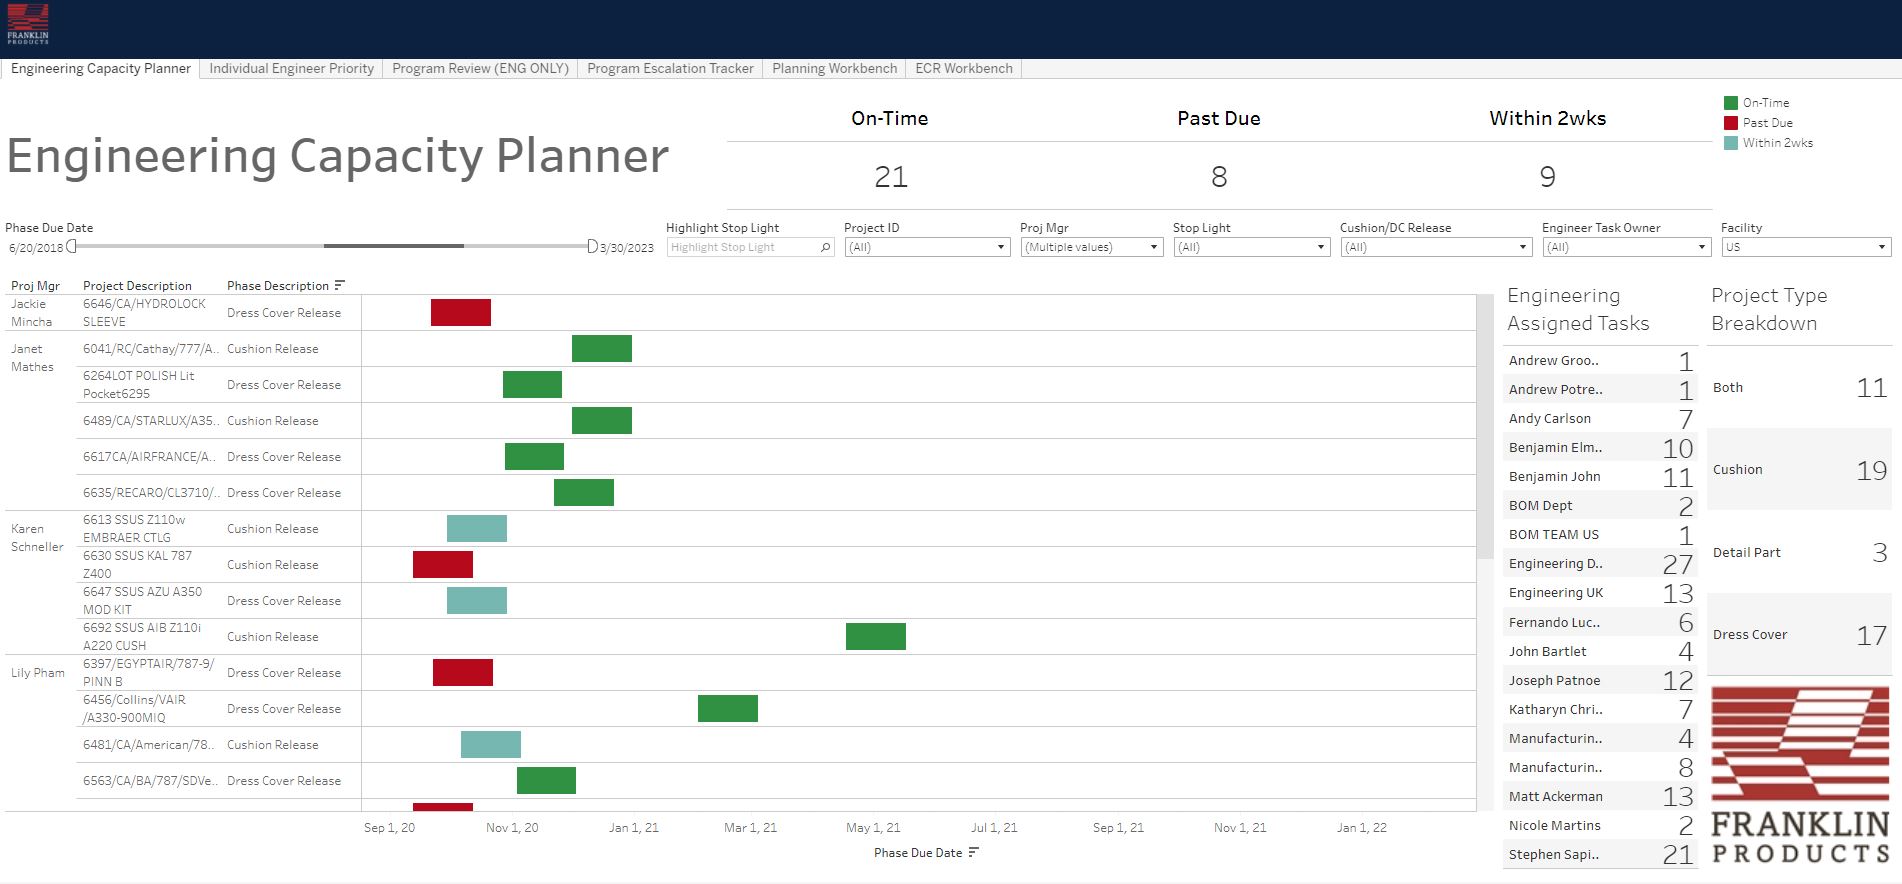 FRANKLIN
PRODUCTS
Engineering Capacity Planner
Individual Engineer Priority
Program Review (ENG ONLY)
Program Escalation Tracker
Planning Workbench
ECR Workbench
Engineering Capacity Planner
On-Time
Past Due
Within 2wks
21
8
9
On-Time
Past Due
Within 2wks
Phase Due Date
6/20/2018
3/30/2023
Highlight Stop Light
Highlight Stop Light
Project ID
(All)
Proj Mgr
(Multiple values)
Stop Light
(All)
Cushion/DC Release
(All)
Engineer Task Owner
(All)
Facility
US
Proj Mgr
Project Description
Phase Description
Jackie
Mincha
6646/CA/HYDROLOCK
SLEEVE
Dress Cover Release
Janet
Mathes
6041/RC/Cathay/777/A..
Cushion Release
6264LOT POLISH Lit
Pocket6295
Dress Cover Release
6489/CA/STARLUX/A35..
Cushion Release
6617CA/AIRFRANCE/A..
Dress Cover Release
6635/RECARO/CL3710/..
Dress Cover Release
Karen
Schneller
6613 SSUS Z110w
EMBRAER CTLG
Cushion Release
6630 SSUS KAL 787
Z400
Cushion Release
6647 SSUS AZU A350
MOD KIT
Dress Cover Release
6692 SSUS AIB Z110i
A220 CUSH
Cushion Release
Lily Pham
6397/EGYPTAIR/787-9/
PINN B
Dress Cover Release
6456/Collins/VAIR
/A330-900MIQ
Dress Cover Release
6481/CA/American/78..
Cushion Release
6563/CA/BA/787/SDVe..
Dress Cover Release
Sep 1, 20
Nov 1, 20
Jan 1, 21
Mar 1, 21
May 1, 21
Jul 1, 21
Sep 1, 21
Nov 1, 21
Jan 1, 22
Phase Due Date
Engineering
Assigned Tasks
Andrew Groo.. 1
Andrew Potre.. 1
Andy Carlson 7
Benjamin Elm.. 10
Benjamin John 11
BOM Dept 2
BOM TEAM US 1
Engineering D.. 27
Engineering UK 13
Fernando Luc.. 6
John Bartlet 4
Joseph Patnoe 12
Katharyn Chri.. 7
Manufacturin.. 4
Manufacturin.. 8
Matt Ackerman 13
Nicole Martins 2
Stephen Sapi.. 21
Project Type
Breakdown
Both 11
Cushion 19
Detail Part 3
Dress Cover 17
FRANKLIN
PRODUCTS